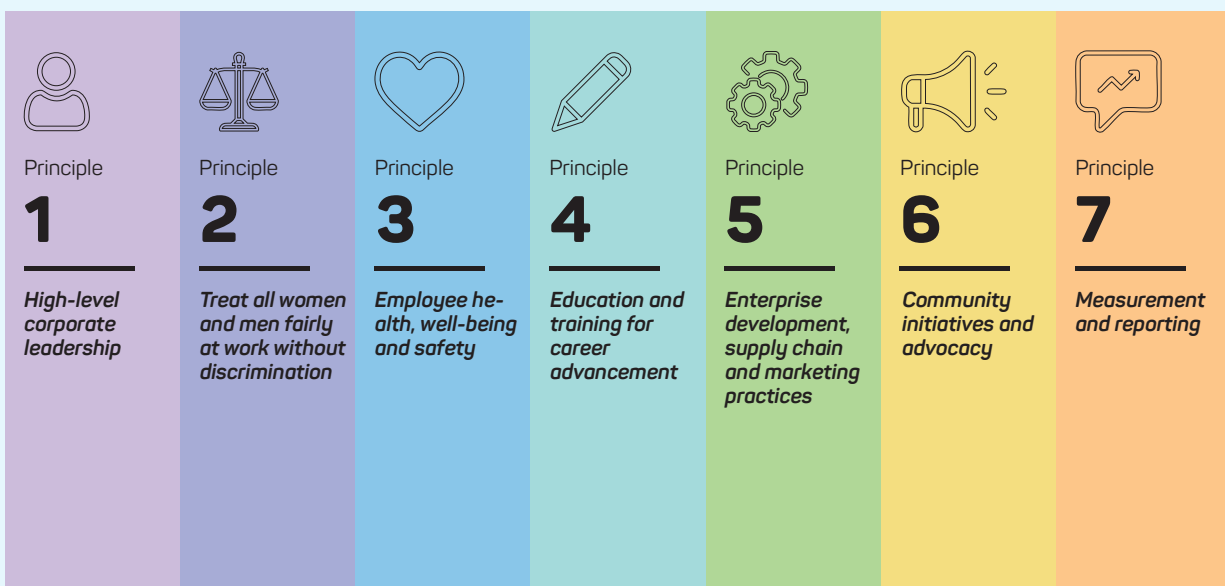 Principle
1
High-level
corporate
leadership
Principle
2
Treat all women
and men fairly
at work without
discrimination
Principle
3
Employee he-
alth, well-being
and safety
Principle
4
Education and
training for
career
advancement
Principle
5
Enterprise
development,
supply chain
and marketing
practices
Principle
6
Community
initiatives and
advocacy
Principle
7
Measurement
and reporting